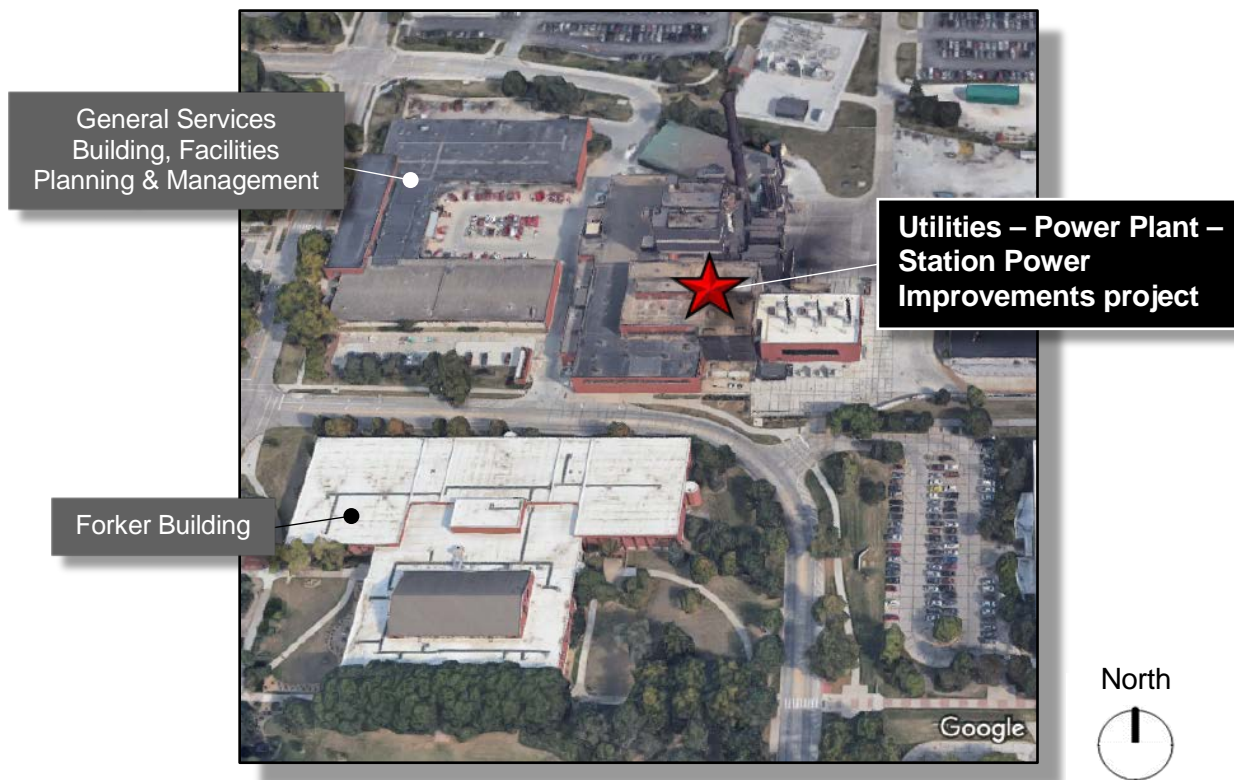 General Services
Building, Facilities
Planning & Management
Utilities – Power Plant –
Station Power
Improvements project
Forker Building
North
Google